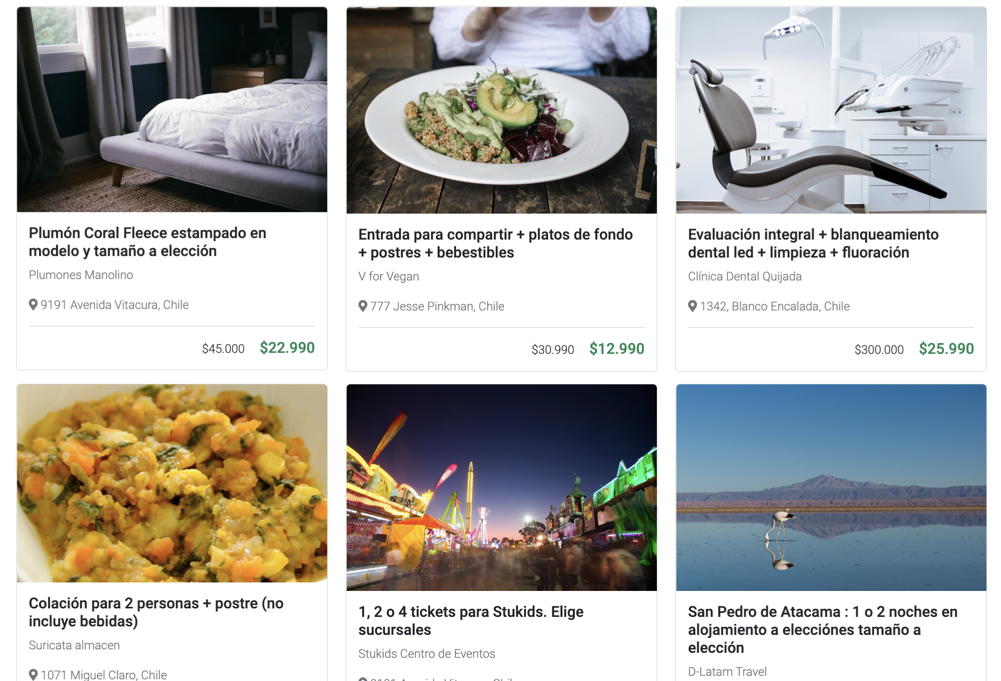 Plumón Coral Fleece estampado en
modelo y tamaño a elección
Plumones Manolino
9191 Avenida Vitacura, Chile
$45.000 $22.990
Entrada para compartir + platos de fondo
+ postres + bebestibles
V for Vegan
777 Jesse Pinkman, Chile
$30.990 $12.990
Evaluación integral + blanqueamiento
dental led + limpieza + fluoración
Clínica Dental Quijada
1342, Blanco Encalada, Chile
$300.000 $25.990
Colación para 2 personas + postre (no
incluye bebidas)
Suricata almacen
1071 Miguel Claro, Chile
1, 2 o 4 tickets para Stukids. Elige
sucursales
Stukids Centro de Eventos
San Pedro de Atacama : 1 o 2 noches en
alojamiento a elecciónes tamaño a
elección
D-Latam Travel